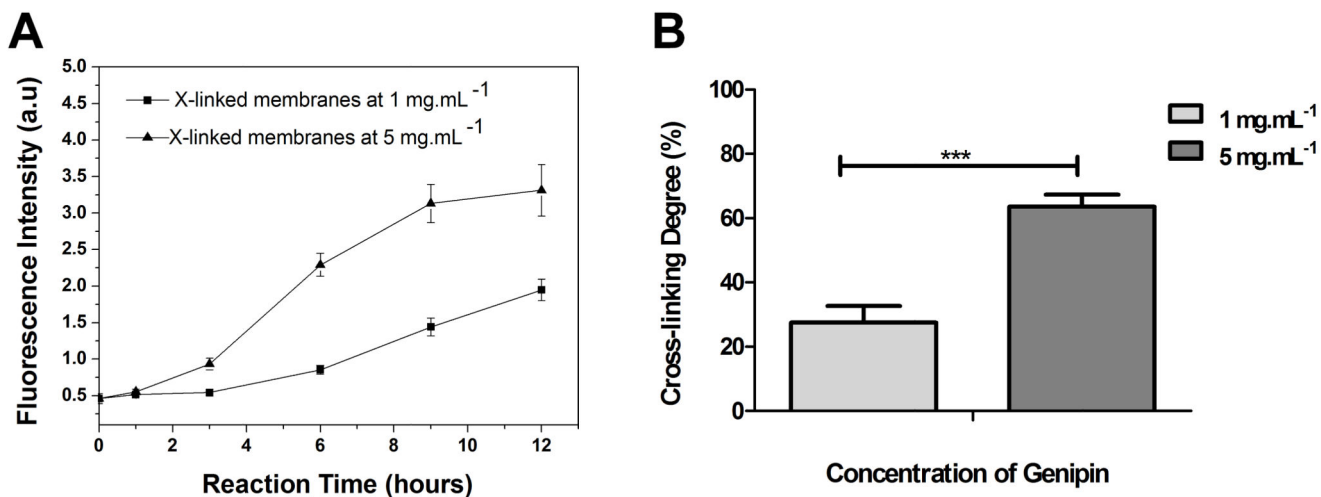 A
Fluorescence Intensity (a.u)
5.0
4.5
4.0
3.5
3.0
2.5
2.0
1.5
1.0
0.5
X-linked membranes at 1 mg.mL⁻¹
X-linked membranes at 5 mg.mL⁻¹
0 2 4 6 8 10 12
Reaction Time (hours)
B
Cross-linking Degree (%)
100
80
60
40
20
0
***
1 mg.mL⁻¹
5 mg.mL⁻¹
Concentration of Genipin